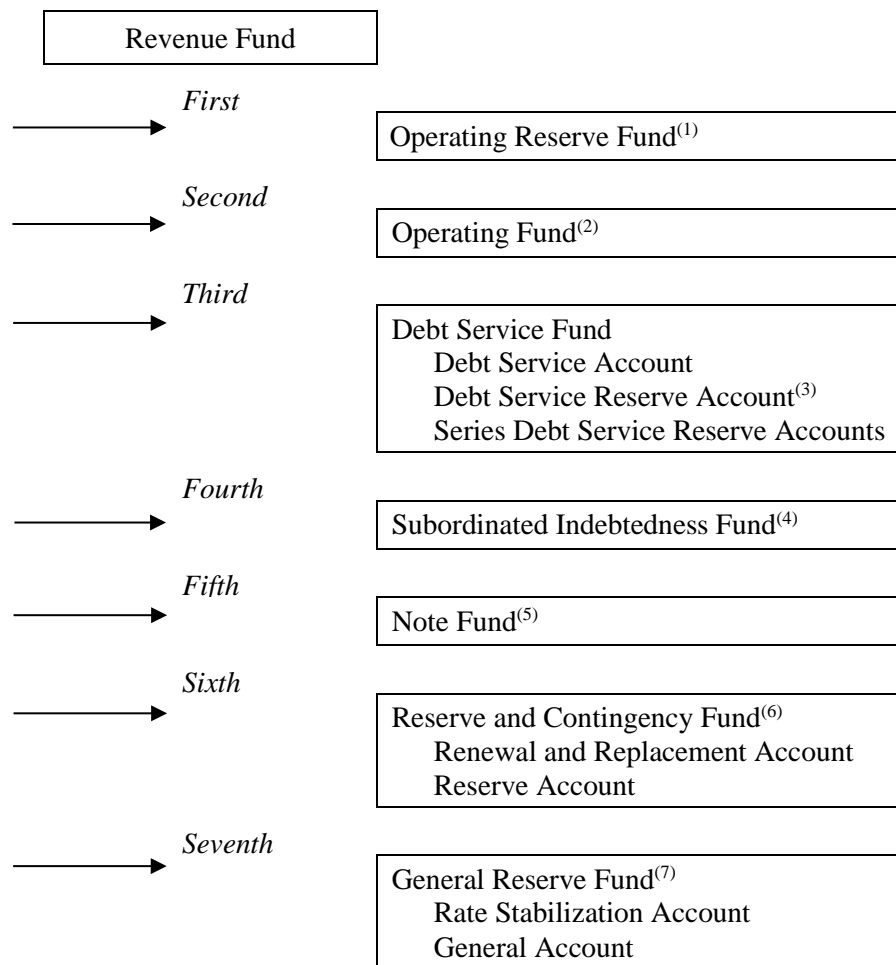 Revenue Fund
First
Operating Reserve Fund(1)
Second
Operating Fund(2)
Third
Debt Service Fund
Debt Service Account
Debt Service Reserve Account(3)
Series Debt Service Reserve Accounts
Fourth
Subordinated Indebtedness Fund(4)
Fifth
Note Fund(5)
Sixth
Reserve and Contingency Fund(6)
Renewal and Replacement Account
Reserve Account
Seventh
General Reserve Fund(7)
Rate Stabilization Account
General Account